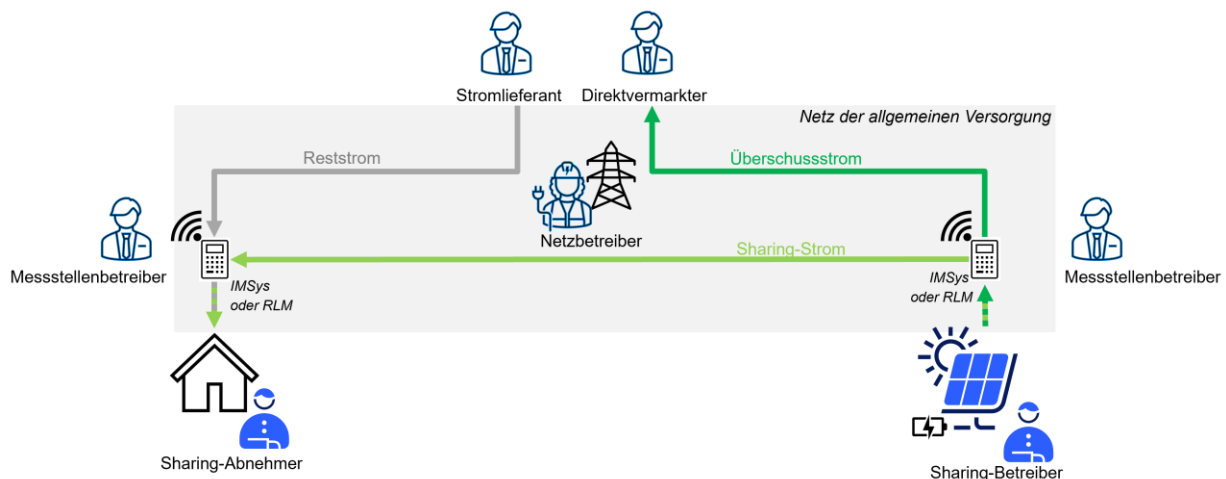 Stromlieferant
Direktvermarkter
Netz der allgemeinen Versorgung
Reststrom
Überschussstrom
Netzbetreiber
Sharing-Strom
Messstellenbetreiber
IMSys
oder RLM
IMSys
oder RLM
Messstellenbetreiber
Sharing-Abnehmer
Sharing-Betreiber